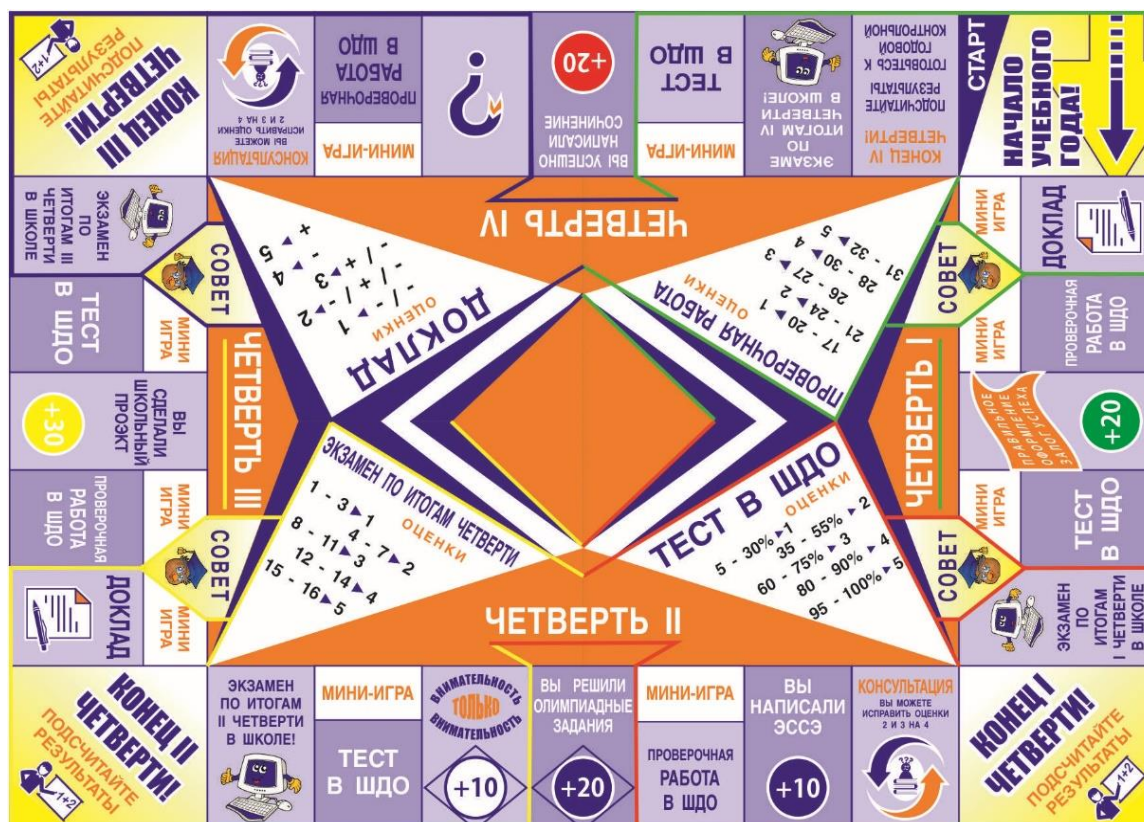 СТАРТ
НАЧАЛО
УЧЕБНОГО
ГОДА!
МИНИ
ИГРА
ДОКЛАД
СОВЕТ
МИНИ
ИГРА
ПРОВЕРОЧНАЯ
РАБОТА
В ШДО
ПРАВИЛЬНОЕ
ЗАЛОГ УСПЕХА
+20
МИНИ
ИГРА
ТЕСТ
В ШДО
СОВЕТ
ЭКЗАМЕН
ПО
ИТОГАМ
I ЧЕТВЕРТИ
В ШКОЛЕ
КОНЕЦ I
ЧЕТВЕРТИ!
ПОДСЧИТАЙТЕ
РЕЗУЛЬТАТЫ
1+2
КОНСУЛЬТАЦИЯ
ВЫ МОЖЕТЕ
ИСПРАВИТЬ ОЦЕНКИ
2 И 3 НА 4
ВЫ
НАПИСАЛИ
ЭССЭ
+10
МИНИ-ИГРА
ПРОВЕРОЧНАЯ
РАБОТА
В ШДО
ВЫ РЕШИЛИ
ОЛИМПИАДНЫЕ
ЗАДАНИЯ
+20
ВНИМАТЕЛЬНОСТЬ
ТОЛЬКО
ВНИМАТЕЛЬНОСТЬ
+10
МИНИ-ИГРА
ТЕСТ
В ШДО
ЭКЗАМЕН
ПО ИТОГАМ
II ЧЕТВЕРТИ
В ШКОЛЕ!
КОНЕЦ II
ЧЕТВЕРТИ!
ПОДСЧИТАЙТЕ
РЕЗУЛЬТАТЫ
1+2
ДОКЛАД
МИНИ
ИГРА
СОВЕТ
ПРОВЕРОЧНАЯ
РАБОТА
В ШДО
МИНИ
ИГРА
ВЫ
СДЕЛАЛИ
ШКОЛЬНЫЙ
ПРОЭКТ
+30
ТЕСТ
В ШДО
МИНИ
ИГРА
СОВЕТ
ЭКЗАМЕН
ПО
ИТОГАМ III
ЧЕТВЕРТИ
В ШКОЛЕ
КОНЕЦ III
ЧЕТВЕРТИ!
ПОДСЧИТАЙТЕ
РЕЗУЛЬТАТЫ
1+2
КОНСУЛЬТАЦИЯ
ВЫ МОЖЕТЕ
ИСПРАВИТЬ ОЦЕНКИ
2 И 3 НА 4
МИНИ-ИГРА
ПРОВЕРОЧНАЯ
РАБОТА
В ШДО
?
ВЫ УСПЕШНО
НАПИСАЛИ
СОЧИНЕНИЕ
+20
МИНИ-ИГРА
ТЕСТ
В ШДО
ЭКЗАМЕ
ПО
ИТОГАМ IV
ЧЕТВЕРТИ
В ШКОЛЕ!
КОНЕЦ IV
ЧЕТВЕРТИ!
ПОДСЧИТАЙТЕ
РЕЗУЛЬТАТЫ
ГОТОВЬТЕСЬ К
ГОДОВОЙ
КОНТРОЛЬНОЙ
ЧЕТВЕРТЬ I
ЧЕТВЕРТЬ II
ЧЕТВЕРТЬ III
ЧЕТВЕРТЬ IV
ПРОВЕРОЧНАЯ РАБОТА
ОЦЕНКИ
17 - 20 ▸ 1
21 - 24 ▸ 2
26 - 27 ▸ 3
28 - 30 ▸ 4
31 - 32 ▸ 5
ТЕСТ В ШДО
ОЦЕНКИ
5 - 30% ▸ 1
35 - 55% ▸ 2
60 - 75% ▸ 3
80 - 90% ▸ 4
95 - 100% ▸ 5
ЭКЗАМЕН ПО ИТОГАМ ЧЕТВЕРТИ
ОЦЕНКИ
1 - 3 ▸ 1
4 - 7 ▸ 2
8 - 11 ▸ 3
12 - 14 ▸ 4
15 - 16 ▸ 5
ДОКЛАД
ОЦЕНКИ
-/-/- ▸ 1
-/+/- ▸ 2
-/+ ▸ 3
- ▸ 4
+ ▸ 5